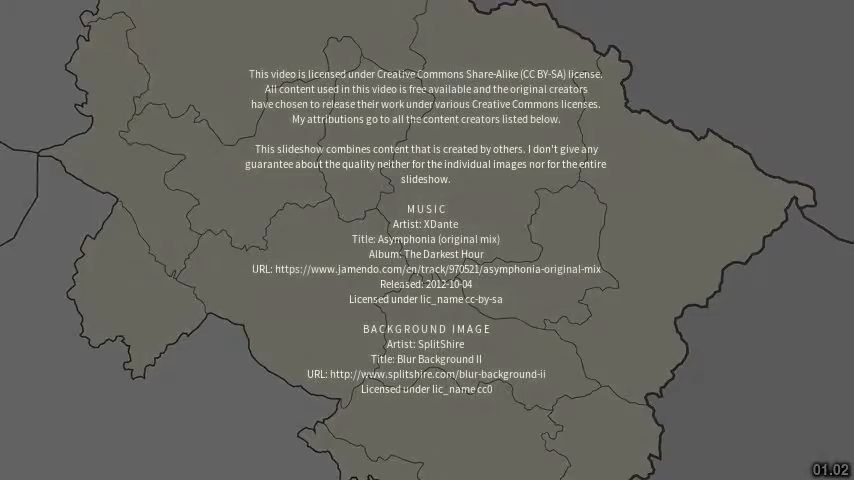 This video is licensed under Creative Commons Share-Alike (CC BY-SA) license.
All content used in this video is free available and the original creators
have chosen to release their work under various Creative Commons licenses.
My attributions go to all the content creators listed below.
This slideshow combines content that is created by others. I don't give any
guarantee about the quality neither for the individual images nor for the entire
slideshow.
MUSIC
Artist: XDante
Title: Asymphonia (original mix)
Album: The Darkest Hour
URL: https://www.jamendo.com/en/track/970521/asymphonia-original-mix
Released: 2012-10-04
Licensed under lic_name cc-by-sa
BACKGROUND IMAGE
Artist: SplitShire
Title: Blur Background II
URL: http://www.splitshire.com/blur-background-ii
Licensed under lic_name cc0
01.02